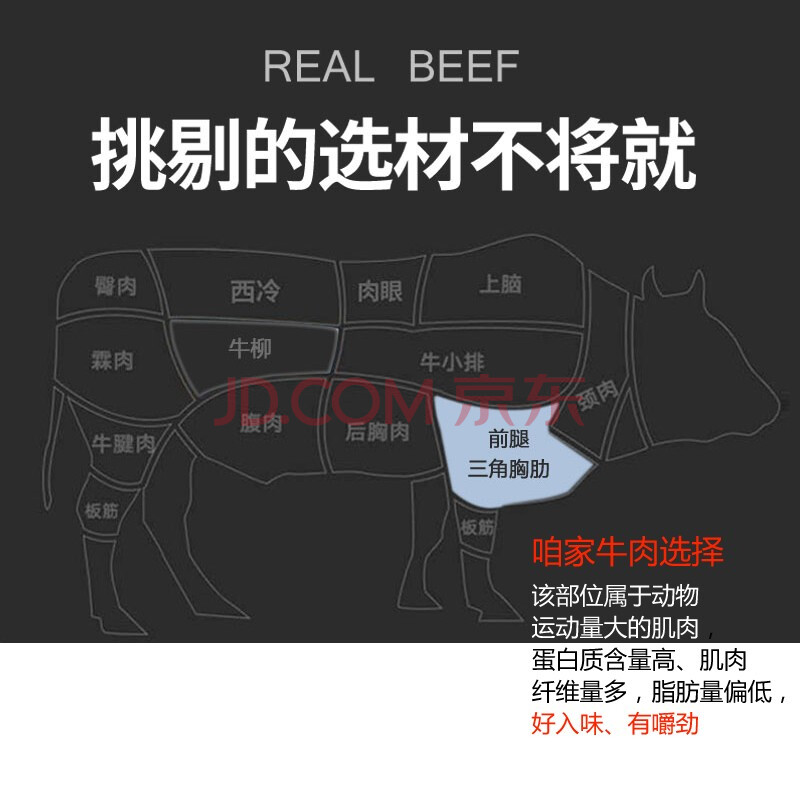 REAL BEEF
挑剔的选材不将就
臀肉
西冷
肉眼
上脑
霖肉
牛柳
牛小排
颈肉
JD.COM 京东
牛腱肉
腹肉
后胸肉
前腿
三角胸肋
板筋
板筋
咱家牛肉选择
该部位属于动物
运动量大的肌肉，
蛋白质含量高、肌肉
纤维量多，脂肪量偏低，
好入味、有嚼劲